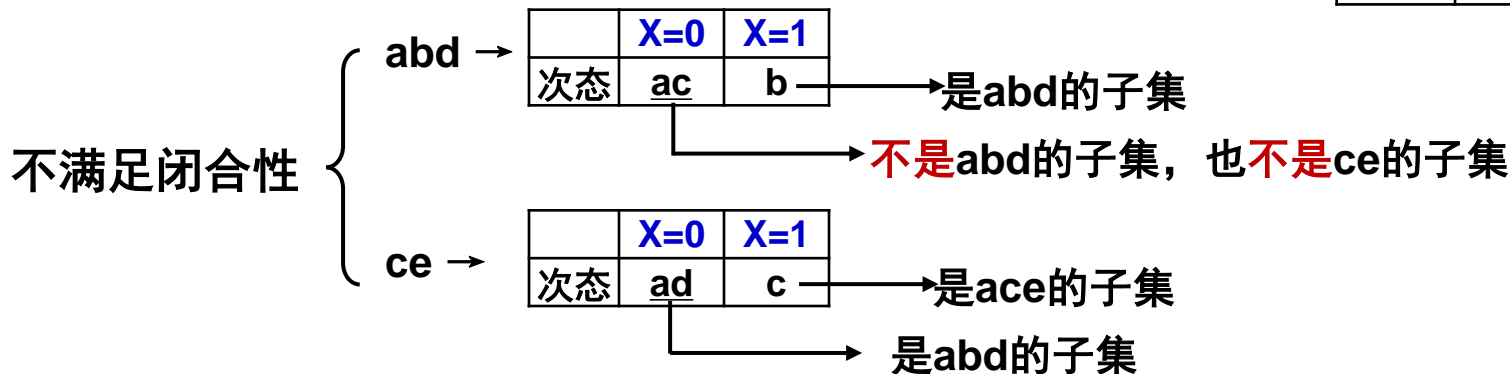 abd → X=0 X=1
次态 ac b 是abd的子集
不是abd的子集，也不是ce的子集
不满足闭合性
X=0 X=1
ce → 次态 ad c 是ace的子集
是abd的子集